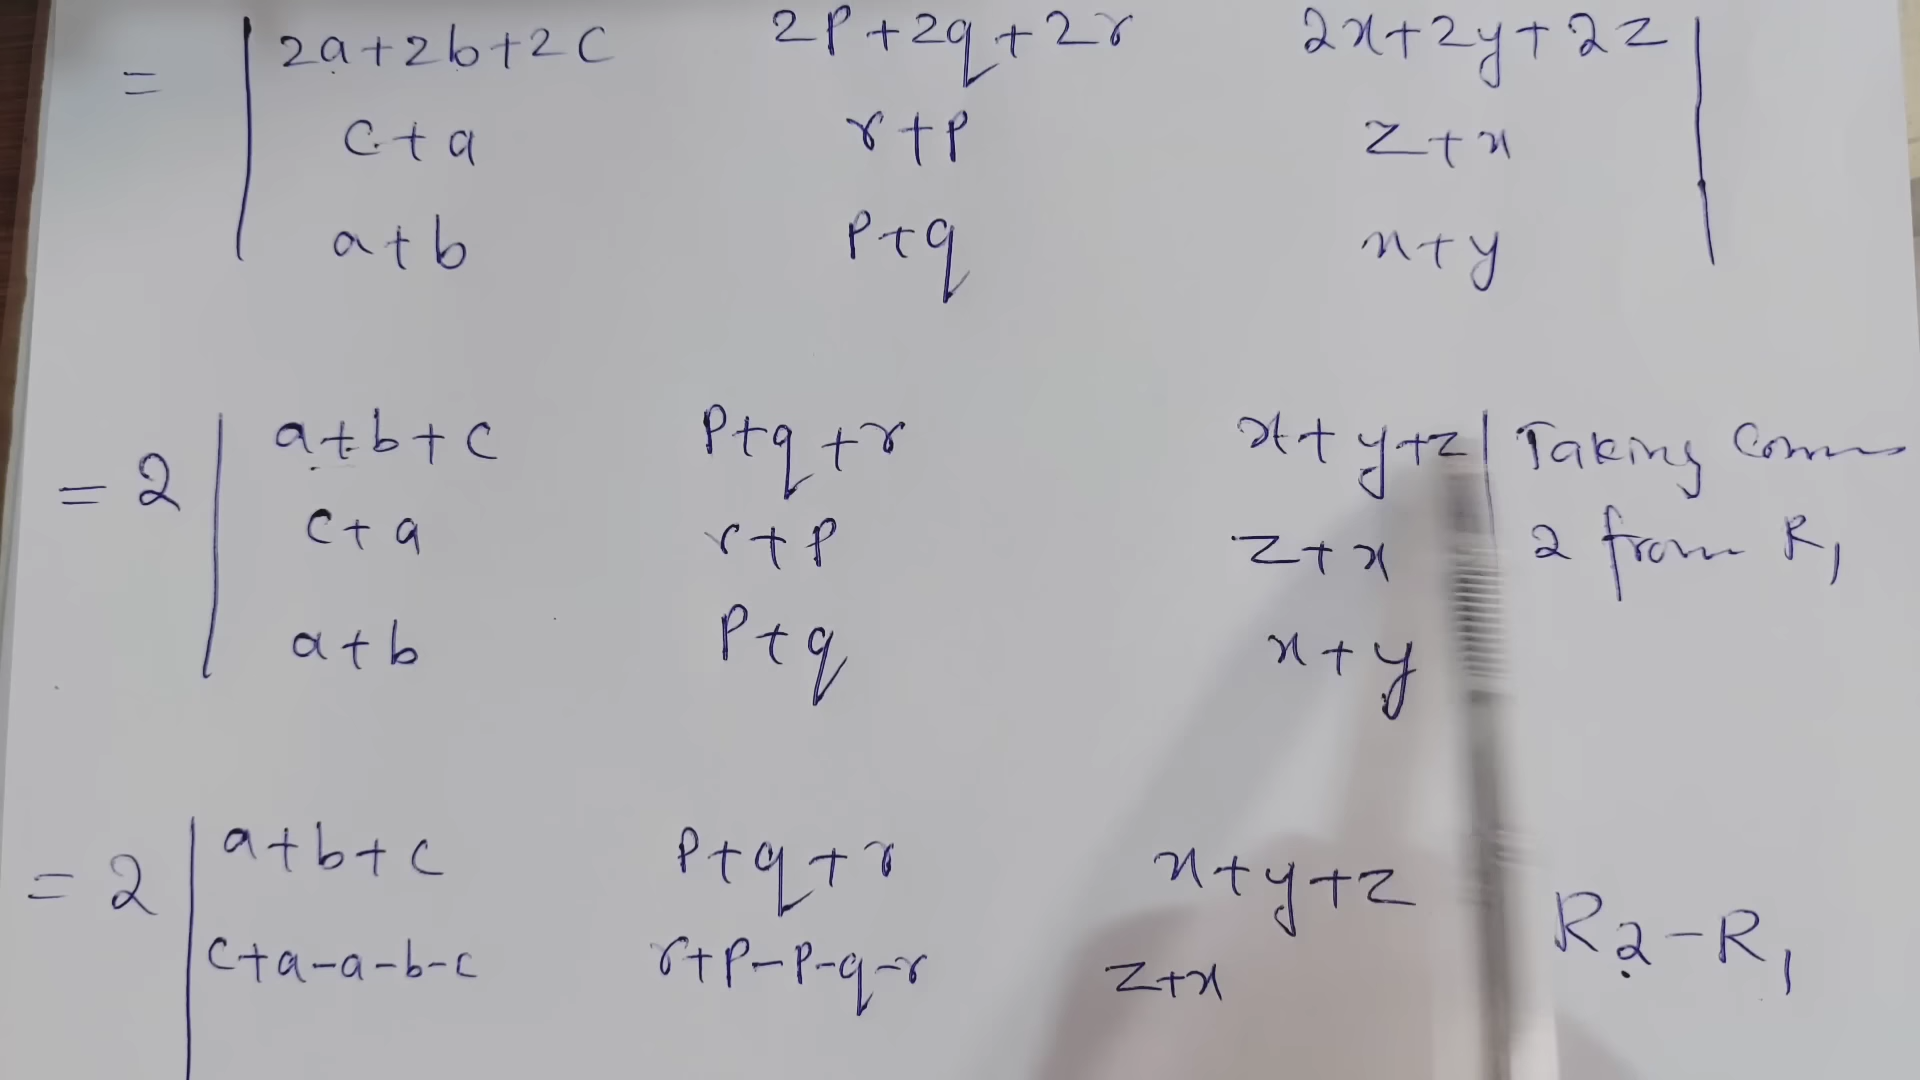 = | 2a+2b+2c 2p+2q+2r 2x+2y+2z |
c+a r+p z+x
a+b p+q x+y
= 2 | a+b+c p+q+r x+y+z | Taking
c+a r+p z+x 2 from R₁
a+b p+q x+y
= 2 | a+b+c p+q+r x+y+z
c+a-a-b-c r+p-p-q-r z+x R₂-R₁